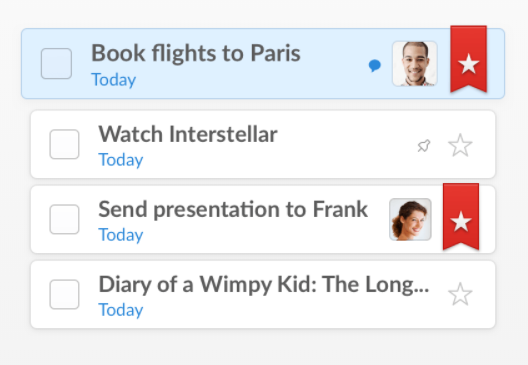 Book flights to Paris
Today
Watch Interstellar
Today
Send presentation to Frank
Today
Diary of a Wimpy Kid: The Long...
Today